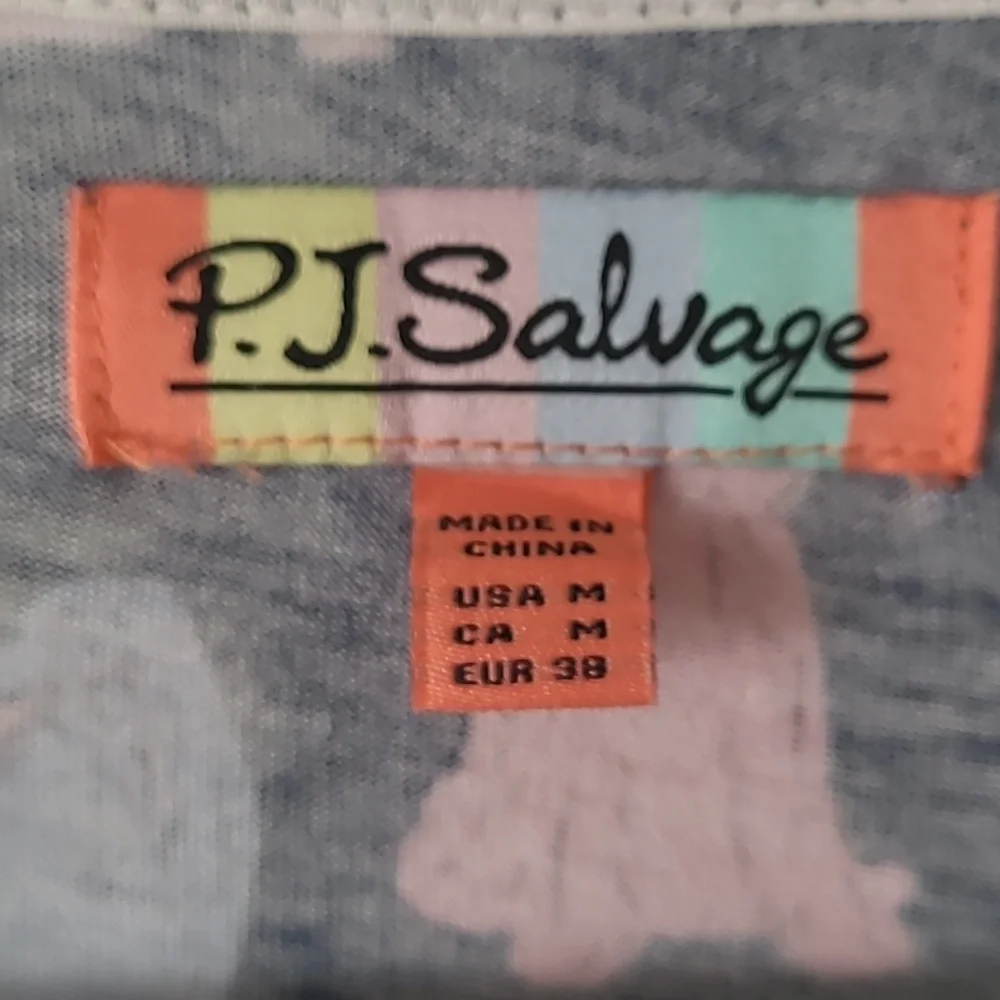 P.J.Salvage
MADE IN
CHINA
USA M
CA M
EUR 38